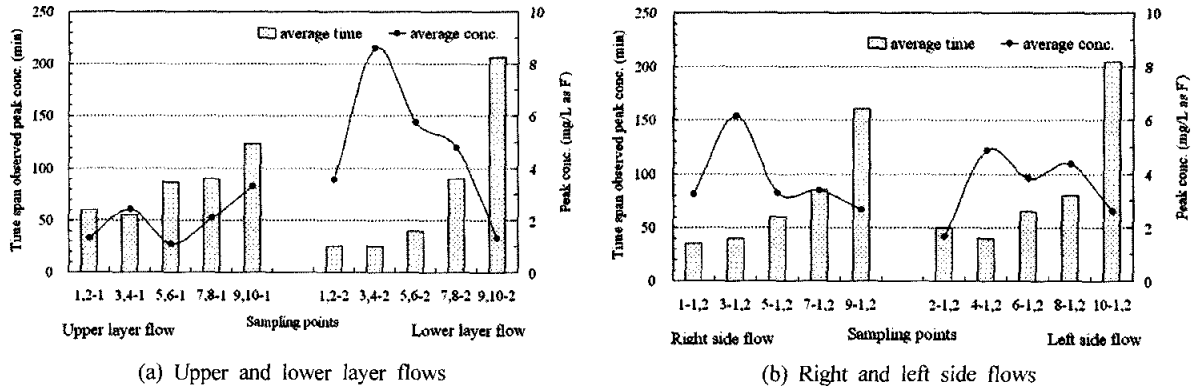 250
200
150
100
50
0
Time span observed peak conc. (min)
average time
average conc.
10
8
6
4
2
0
Peak conc. (mg/L as F)
1,2-1 3,4-1 5,6-1 7,8-1 9,10-1 1,2-2 3,4-2 5,6-2 7,8-2 9,10-2
Upper layer flow Sampling points Lower layer flow
(a) Upper and lower layer flows
250
200
150
100
50
0
Time span observed peak conc. (min)
average time
average conc.
10
8
6
4
2
0
Peak conc. (mg/L as F)
1-1,2 3-1,2 5-1,2 7-1,2 9-1,2 2-1,2 4-1,2 6-1,2 8-1,2 10-1,2
Right side flow Sampling points Left side flow
(b) Right and left side flows